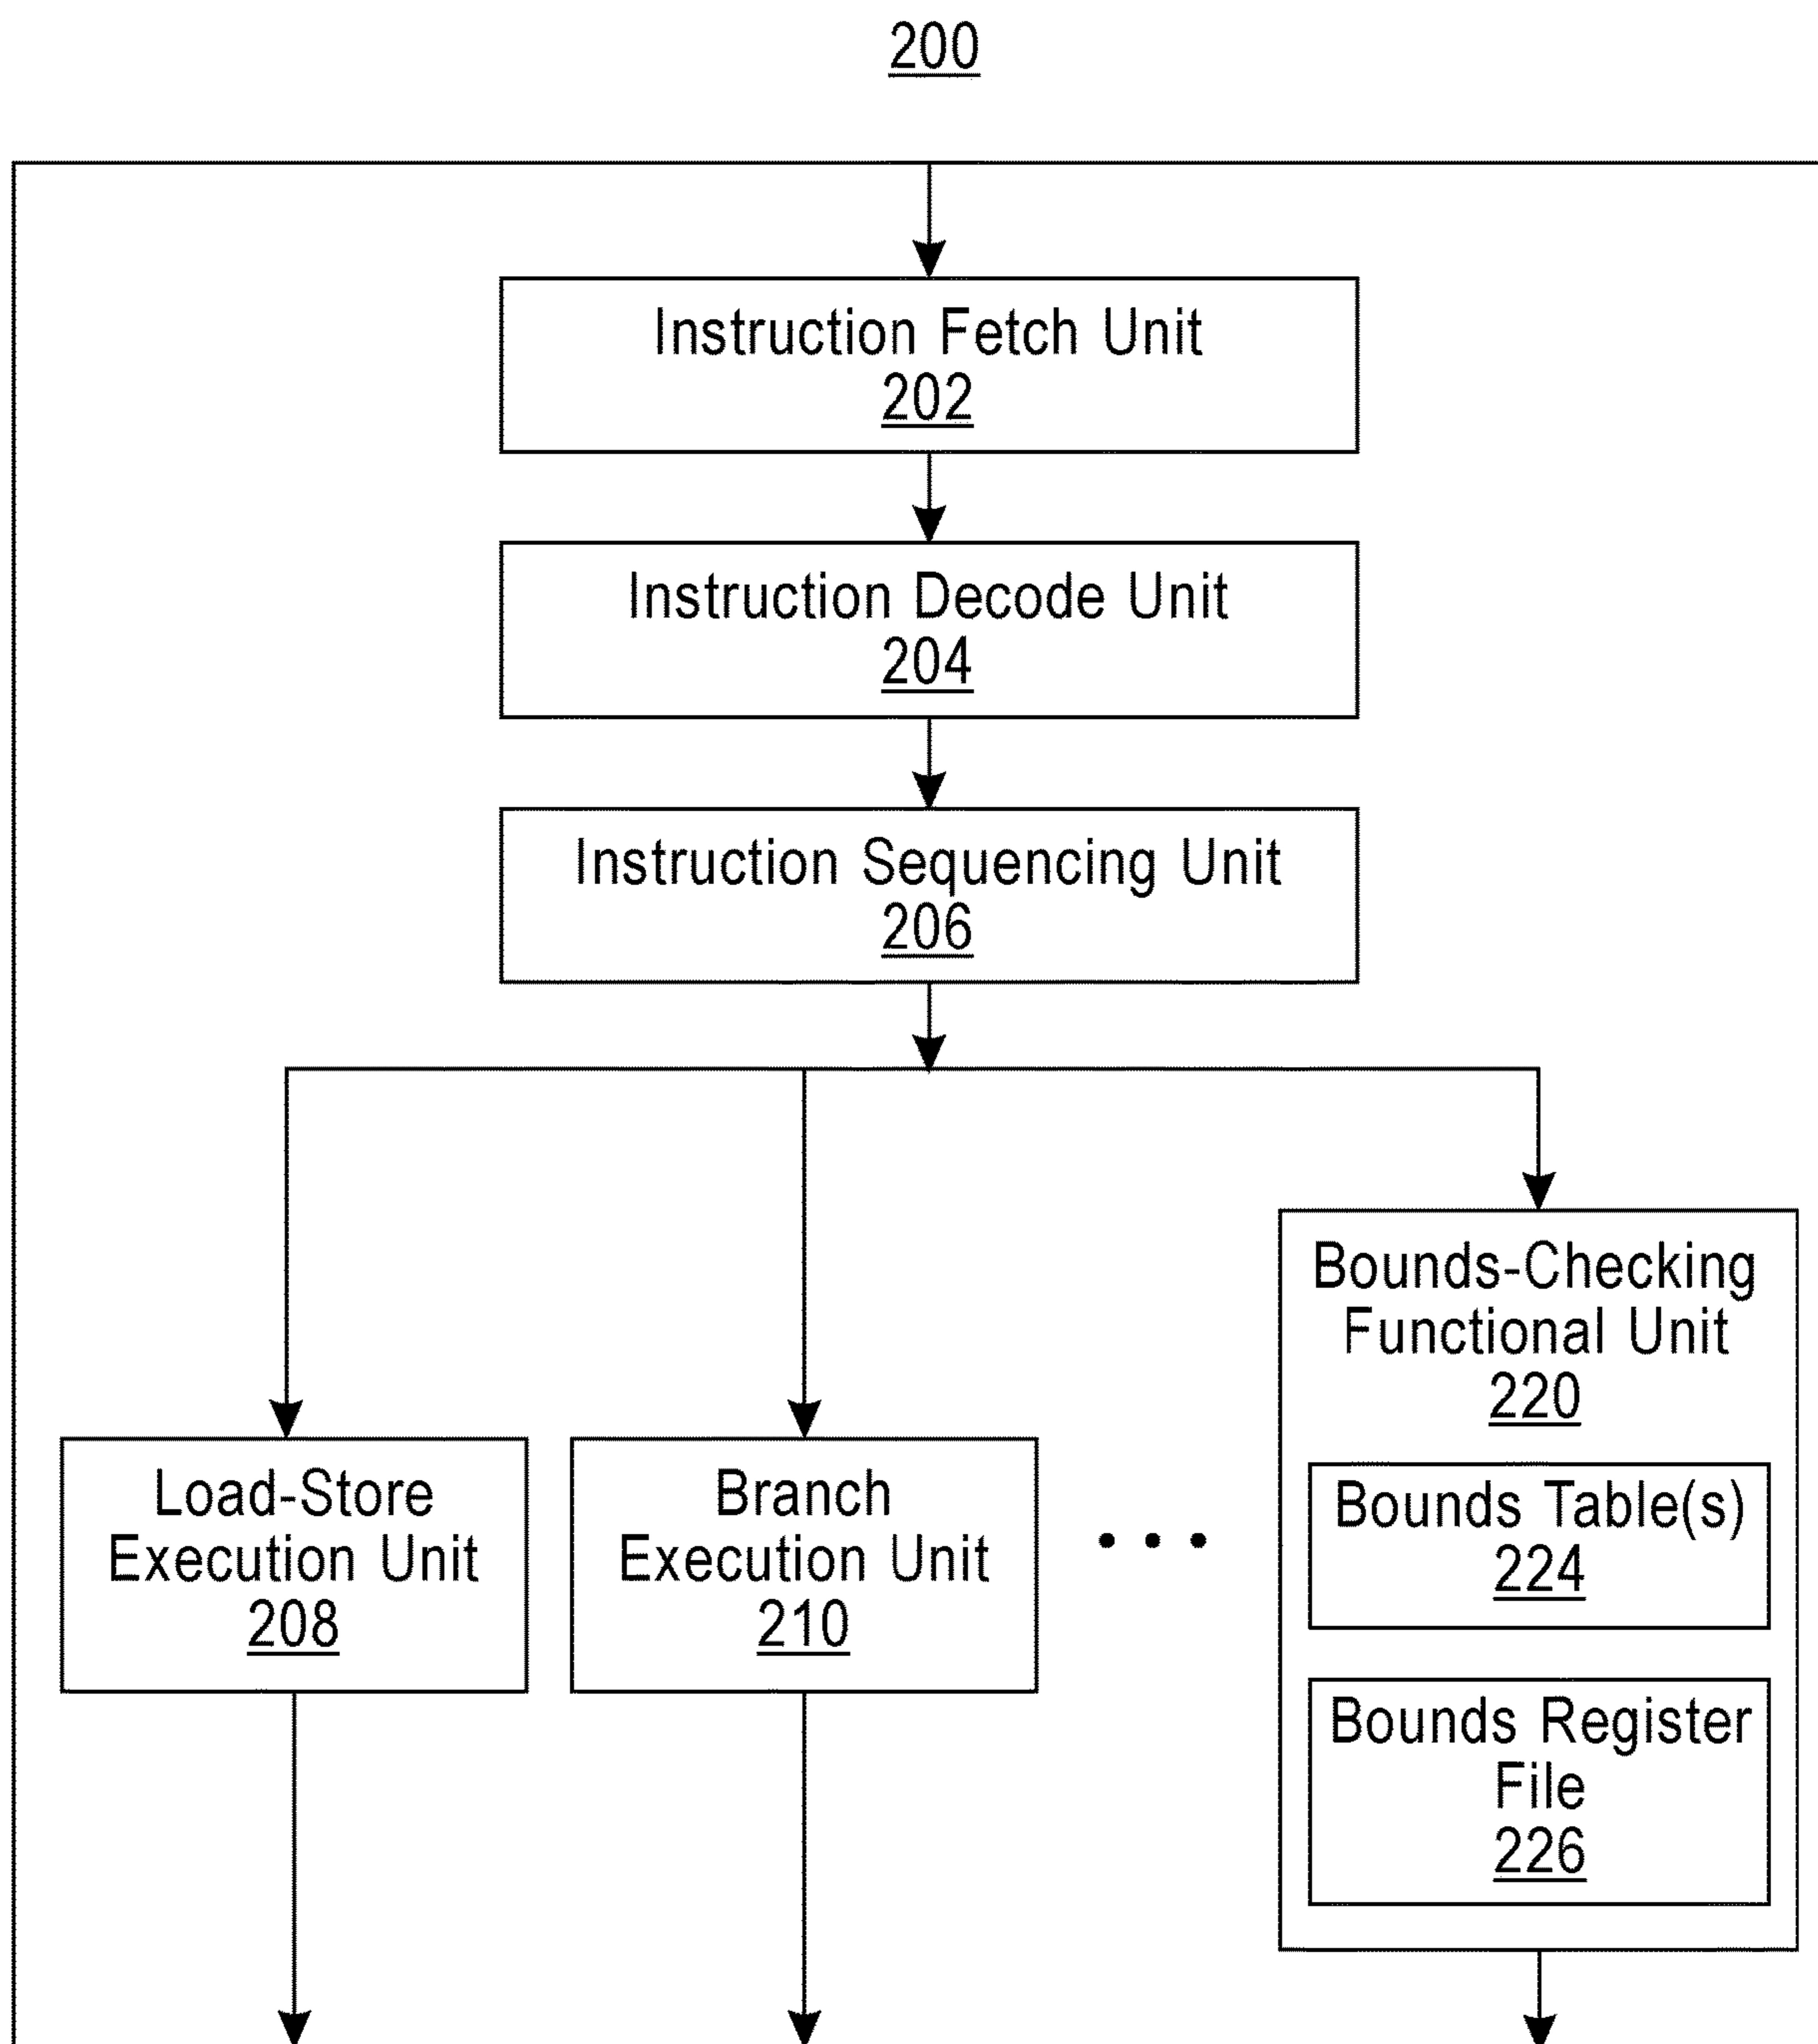 200
Instruction Fetch Unit
202
Instruction Decode Unit
204
Instruction Sequencing Unit
206
Load-Store
Execution Unit
208
Branch
Execution Unit
210
Bounds-Checking
Functional Unit
220
Bounds Table(s)
224
Bounds Register
File
226